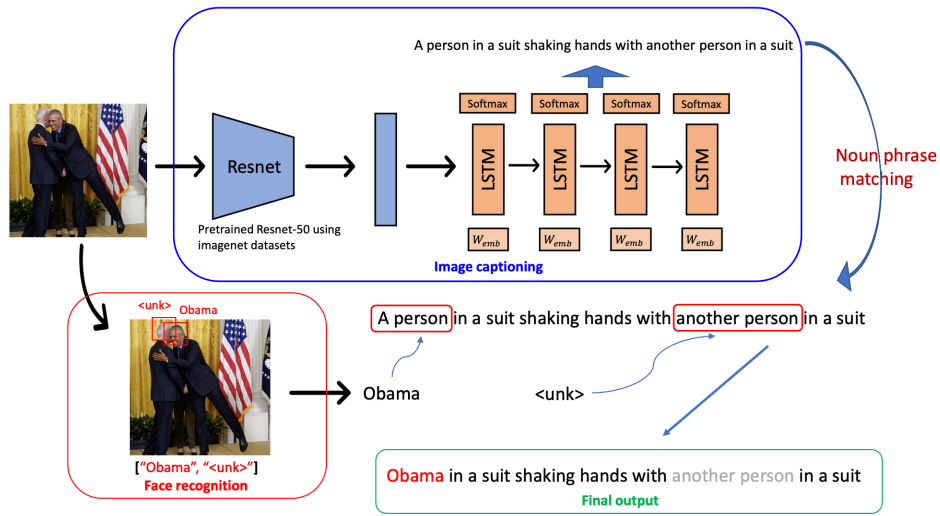 A person in a suit shaking hands with another person in a suit
Softmax Softmax Softmax Softmax
Resnet
LSTM LSTM LSTM LSTM
Noun phrase
matching
Pretrained Resnet-50 using
imagenet datasets
W_emb W_emb W_emb W_emb
Image captioning
<unk>
Obama
A person in a suit shaking hands with another person in a suit
Obama
<unk>
["Obama", "<unk>"]
Face recognition
Obama in a suit shaking hands with another person in a suit
Final output